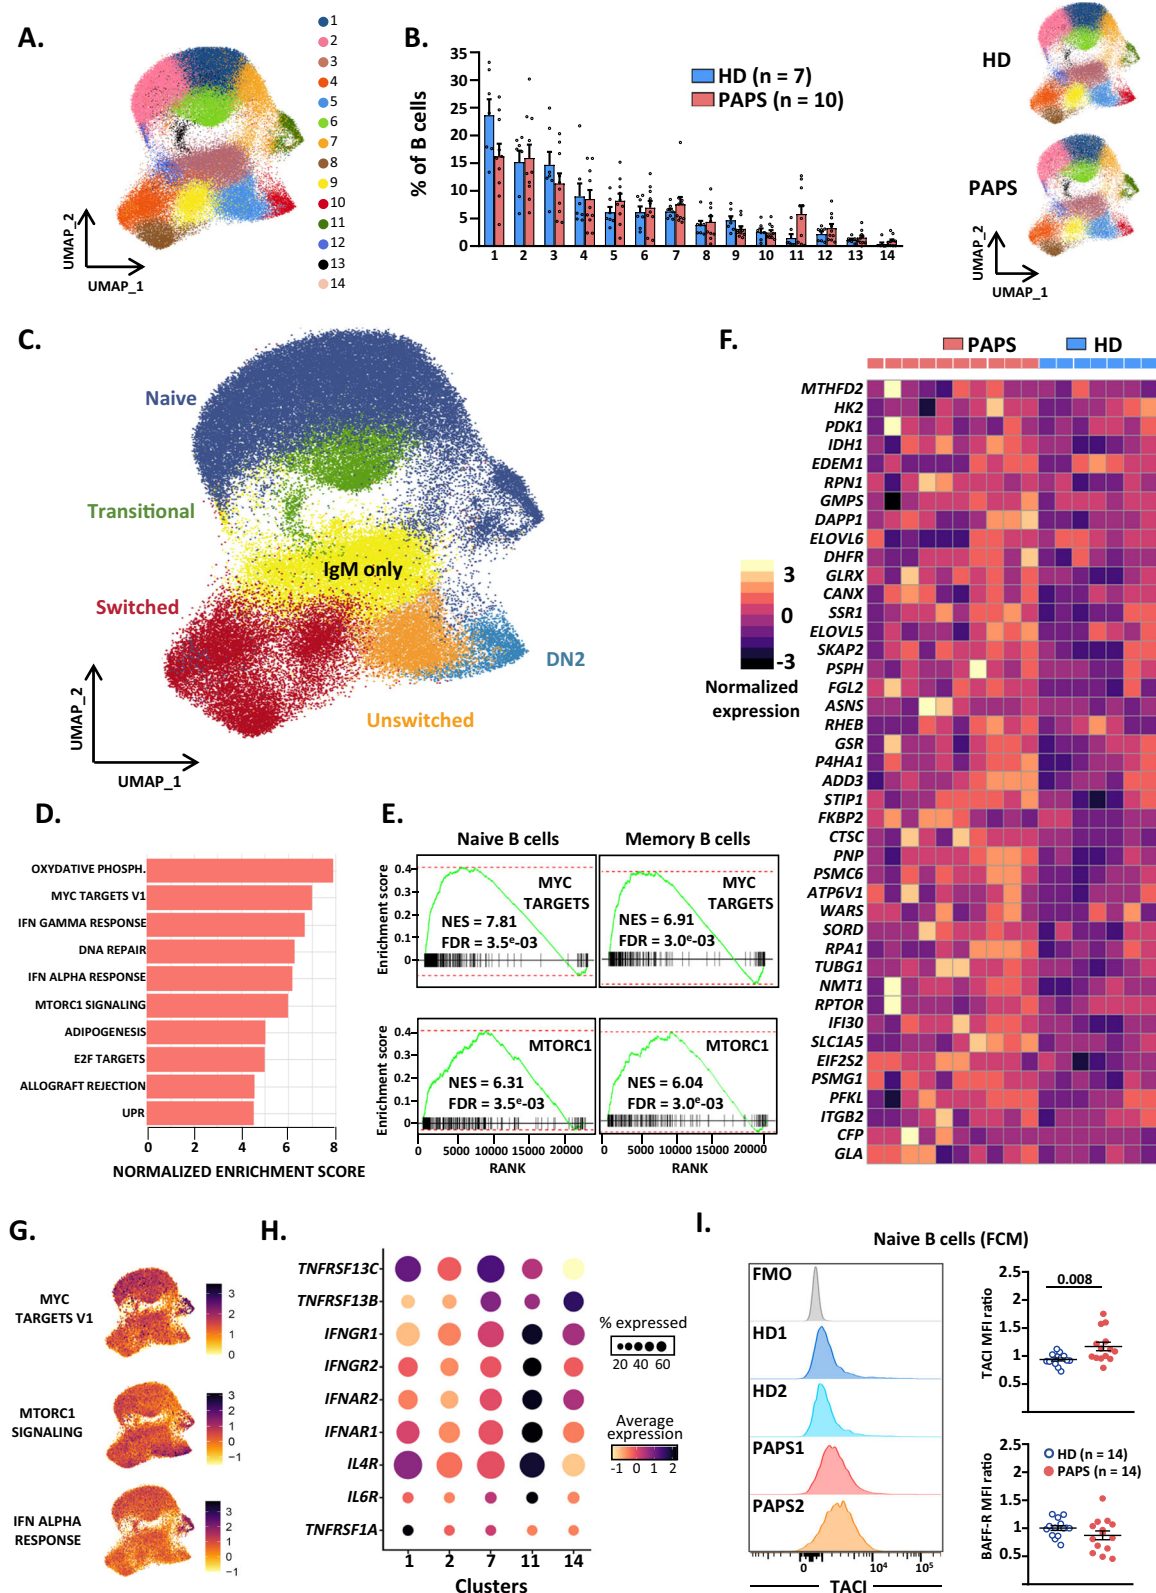 A.
1
2
3
4
5
6
7
8
9
10
11
12
13
14
UMAP_2
UMAP_1
B.
% of B cells
35
30
25
20
15
10
5
0
HD (n = 7)
PAPS (n = 10)
1 2 3 4 5 6 7 8 9 10 11 12 13 14
HD
PAPS
UMAP_2
UMAP_1
C.
Naive
Transitional
IgM only
Switched
DN2
Unswitched
UMAP_2
UMAP_1
D.
OXYDATIVE PHOSPH.
MYC TARGETS V1
IFN GAMMA RESPONSE
DNA REPAIR
IFN ALPHA RESPONSE
MTORC1 SIGNALING
ADIPOGENESIS
E2F TARGETS
ALLOGRAFT REJECTION
UPR
0 2 4 6 8
NORMALIZED ENRICHMENT SCORE
E.
Naive B cells
Memory B cells
Enrichment score
0.4
0.3
0.2
0.1
0
MYC
TARGETS
NES = 7.81
FDR = 3.5e-03
MYC
TARGETS
NES = 6.91
FDR = 3.0e-03
Enrichment score
0.4
0.3
0.2
0.1
0
MTORC1
NES = 6.31
FDR = 3.5e-03
MTORC1
NES = 6.04
FDR = 3.0e-03
0 5000 10000 15000 20000
0 5000 10000 15000 20000
RANK
RANK
F.
PAPS
HD
MTHFD2
HK2
PDK1
IDH1
EDEM1
RPN1
GMPS
DAPP1
ELOVL6
DHFR
GLRX
CANX
SSR1
ELOVL5
SKAP2
PSPH
FGL2
ASNS
RHEB
GSR
P4HA1
ADD3
STIP1
FKBP2
CTSC
PNP
PSMC6
ATP6V1
WARS
SORD
RPA1
TUBG1
NMT1
RPTOR
IFI30
SLC1A5
EIF2S2
PSMG1
PFKL
ITGB2
CFP
GLA
3
0
-3
Normalized
expression
G.
MYC
TARGETS V1
3
2
1
0
MTORC1
SIGNALING
3
2
1
0
−1
IFN ALPHA
RESPONSE
3
2
1
0
−1
H.
TNFRSF13C
TNFRSF13B
IFNGR1
IFNGR2
IFNAR2
IFNAR1
IL4R
IL6R
TNFRSF1A
1 2 7 11 14
Clusters
% expressed
20 40 60
Average
expression
-1 0 1 2
I.
Naive B cells (FCM)
FMO
HD1
HD2
PAPS1
PAPS2
0 104 105
TACI
TACI MFI ratio
2.5
2
1.5
1
0.5
0.008
BAFF-R MFI ratio
2.5
2
1.5
1
0.5
HD (n = 14)
PAPS (n = 14)